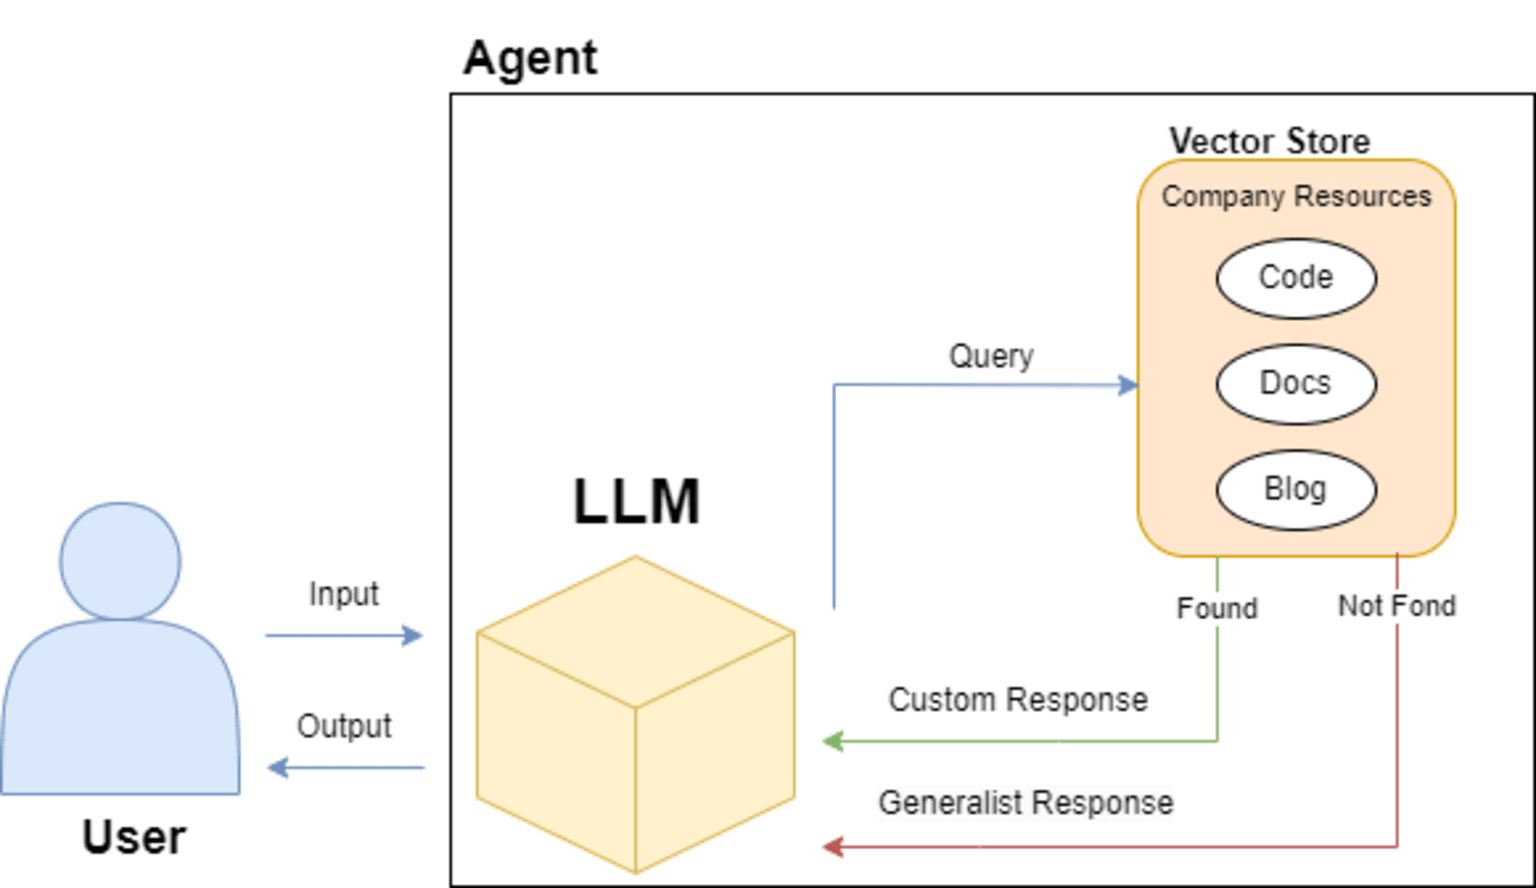 Agent
Vector Store
Company Resources
Code
Query
Docs
LLM
Blog
Input
Found
Not Fond
Custom Response
Output
Generalist Response
User